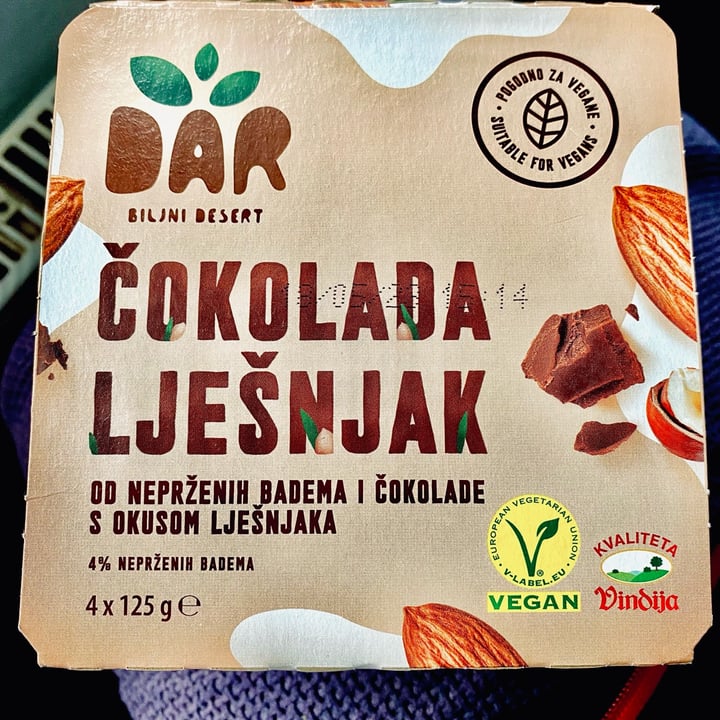 DAR
BILJNI DESERT
POGODNO ZA VEGANE
SUITABLE FOR VEGANS
ČOKOLADA
LJEŠNJAK
OD NEPRŽENIH BADEMA I ČOKOLADE
S OKUSOM LJEŠNJAKA
4% NEPRŽENIH BADEMA
4 x 125 g ℮
EUROPEAN VEGETARIAN UNION
V-LABEL.EU
VEGAN
KVALITETA
Vindija